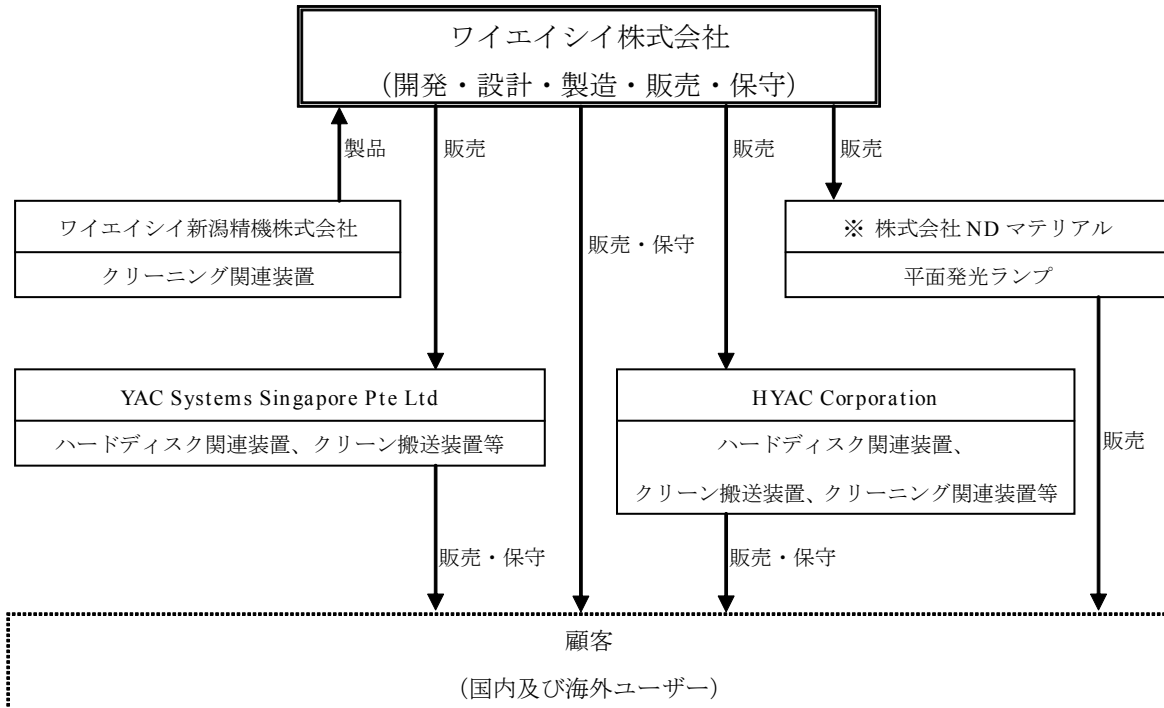 ワイエイシイ株式会社
（開発・設計・製造・販売・保守）
製品
販売
販売
販売
ワイエイシイ新潟精機株式会社
クリーニング関連装置
販売・保守
※ 株式会社 ND マテリアル
平面発光ランプ
YAC Systems Singapore Pte Ltd
ハードディスク関連装置、クリーン搬送装置等
HYAC Corporation
ハードディスク関連装置、
クリーン搬送装置、クリーニング関連装置等
販売
販売・保守
販売・保守
顧客
（国内及び海外ユーザー）